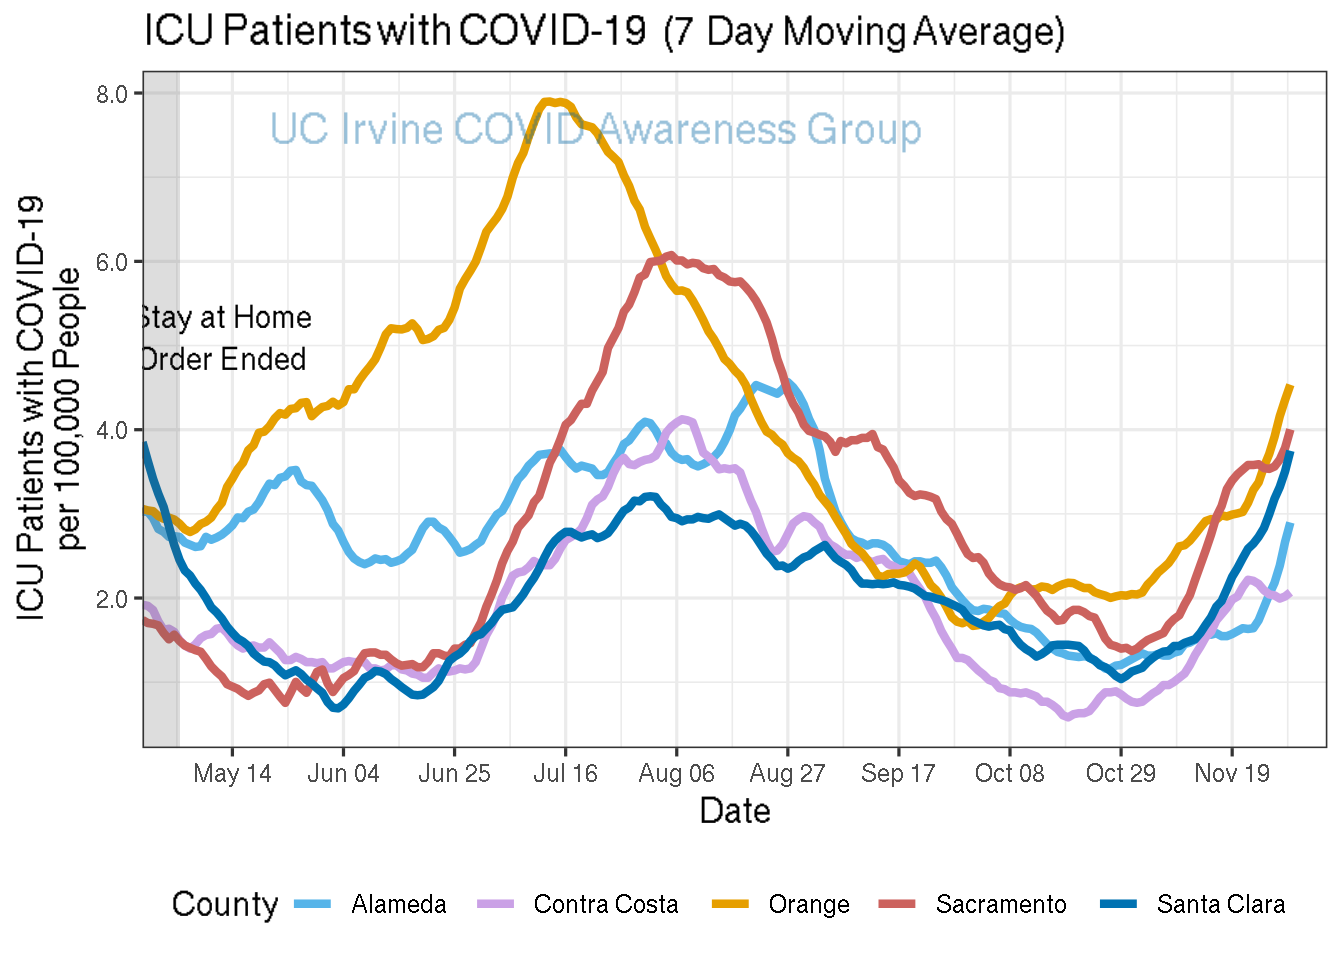 ICU Patients with COVID-19 (7 Day Moving Average)
UC Irvine COVID Awareness Group
Stay at Home
Order Ended
ICU Patients with COVID-19
per 100,000 People
8.0
6.0
4.0
2.0
May 14 Jun 04 Jun 25 Jul 16 Aug 06 Aug 27 Sep 17 Oct 08 Oct 29 Nov 19
Date
County Alameda Contra Costa Orange Sacramento Santa Clara